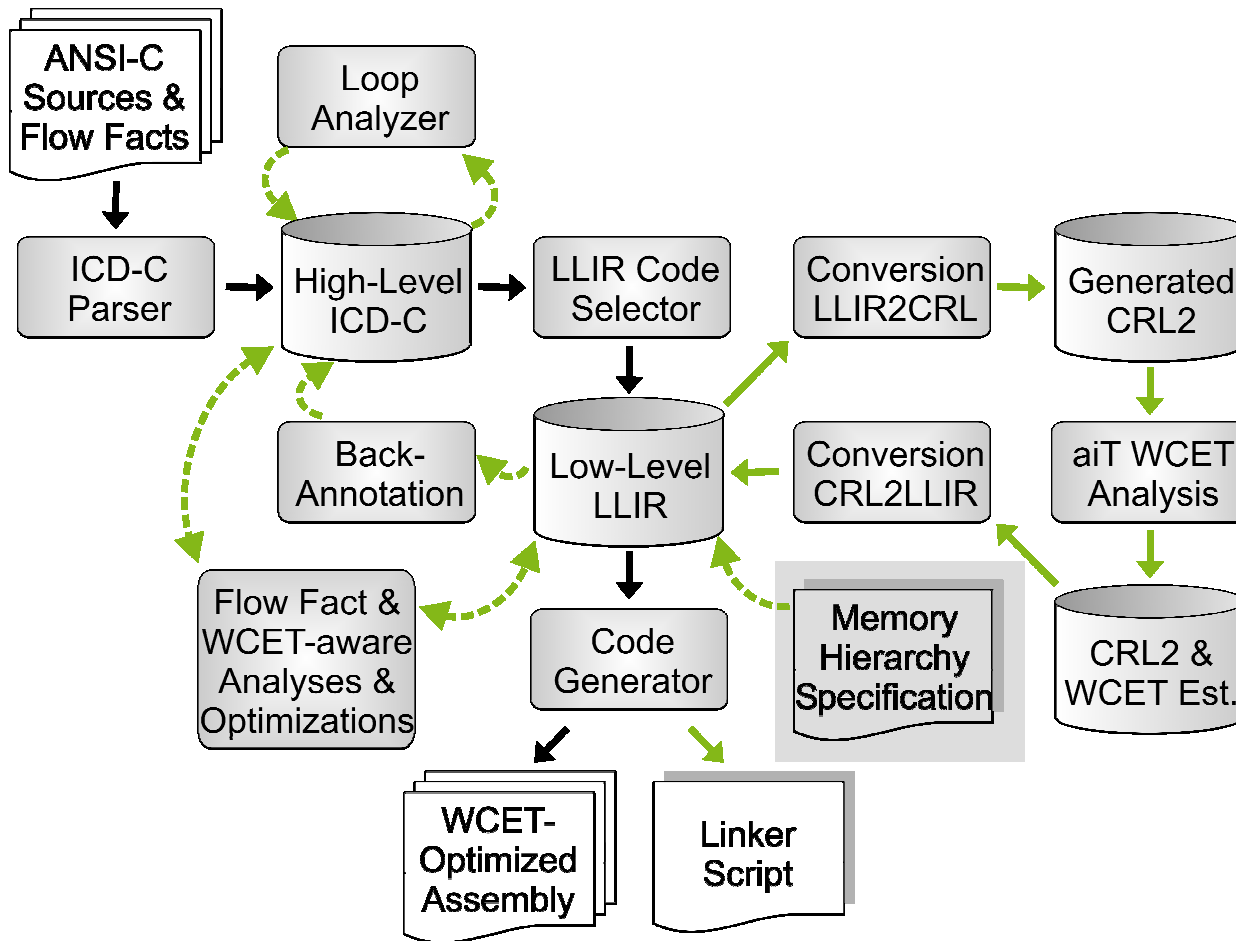 ANSI-C
Sources &
Flow Facts
Loop
Analyzer
ICD-C
Parser
High-Level
ICD-C
LLIR Code
Selector
Conversion
LLIR2CRL
Generated
CRL2
Back-
Annotation
Low-Level
LLIR
Conversion
CRL2LLIR
aiT WCET
Analysis
Flow Fact &
WCET-aware
Analyses &
Optimizations
Code
Generator
Memory
Hierarchy
Specification
CRL2 &
WCET Est.
WCET-
Optimized
Assembly
Linker
Script